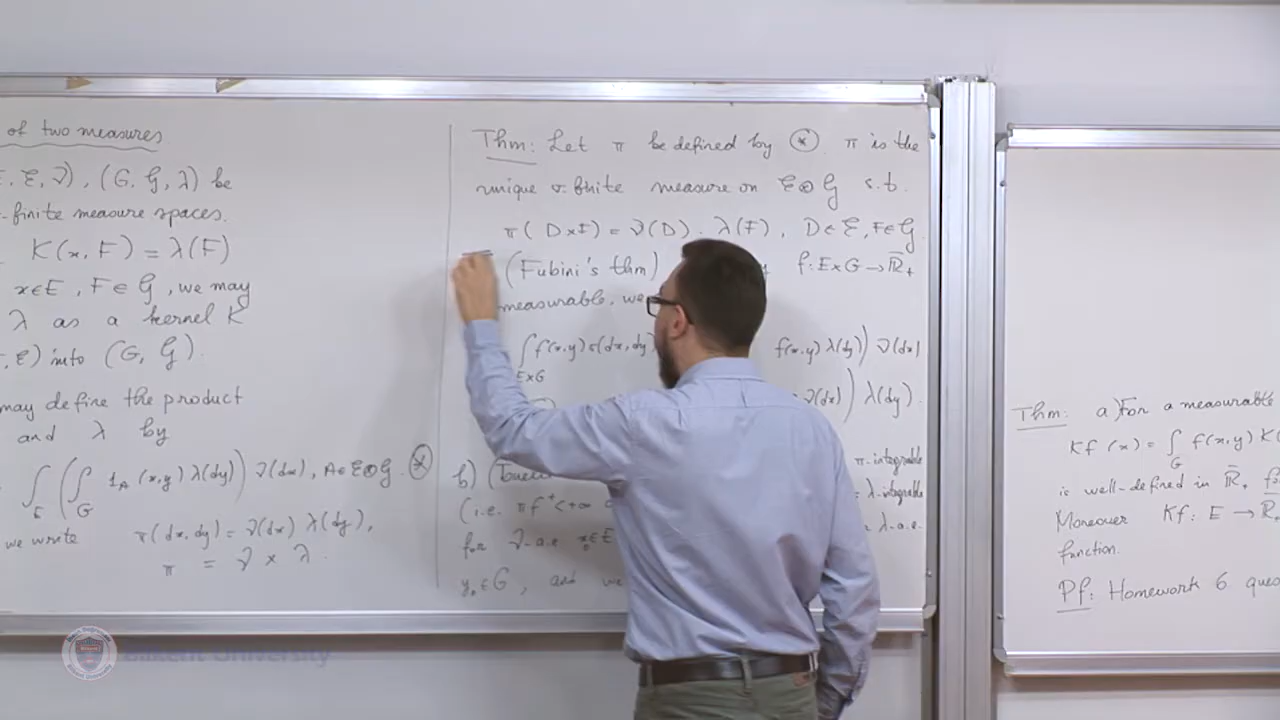 of two measures.
, ℰ, ν), (G, 𝒢, λ) be
-finite measure spaces.
K(x, F) = λ(F)
x∈E, F∈𝒢, we may
λ as a kernel K
, ℰ) into (G, 𝒢).
may define the product
and λ by
∫_E ( ∫_G 1_A (x,y) λ(dy) ) ν(dx), A∈ℰ⊗𝒢. ⊛
we write π(dx,dy) = ν(dx) λ(dy),
π = ν × λ.
Thm: Let π be defined by ⊛. π is the
unique σ-finite measure on ℰ⊗𝒢 s.t.
π( D×F) = ν(D). λ(F), D∈ℰ, F∈𝒢
(Fubini's thm) f: E×G → R̄₊
measurable, we
∫_{E×G} f(x,y) π(dx,dy) f(x,y) λ(dy)) ν(dx)
ν(dx)) λ(dy).
b) ( π-integrable
(i.e. πf⁺<+∞ = λ-integrable
for ν-a.e x₀∈E = λ-a.e.
y₀∈G, and we
Thm: a) For a measurable
Kf (x) = ∫_G f(x,y) K(
is well-defined in R̄₊
Moreover Kf: E → R̄
function.
Pf: Homework 6 ques
Bilkent University